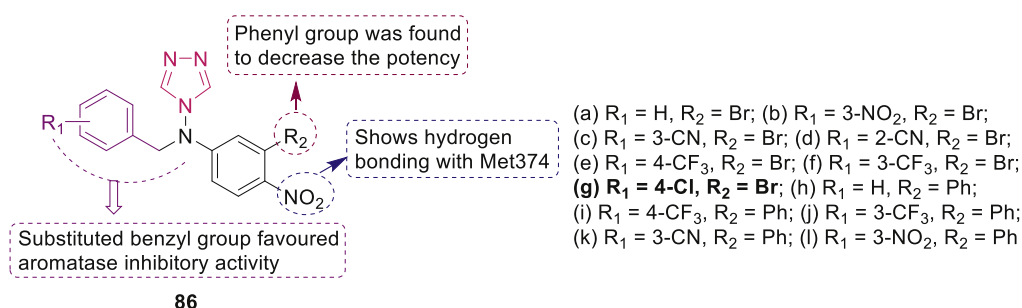 Phenyl group was found
to decrease the potency
N N
N
R₁
N
R₂
NO₂
Shows hydrogen
bonding with Met374
Substituted benzyl group favoured
aromatase inhibitory activity
86
(a) R₁ = H, R₂ = Br; (b) R₁ = 3-NO₂, R₂ = Br;
(c) R₁ = 3-CN, R₂ = Br; (d) R₁ = 2-CN, R₂ = Br;
(e) R₁ = 4-CF₃, R₂ = Br; (f) R₁ = 3-CF₃, R₂ = Br;
(g) R₁ = 4-Cl, R₂ = Br; (h) R₁ = H, R₂ = Ph;
(i) R₁ = 4-CF₃, R₂ = Ph; (j) R₁ = 3-CF₃, R₂ = Ph;
(k) R₁ = 3-CN, R₂ = Ph; (l) R₁ = 3-NO₂, R₂ = Ph